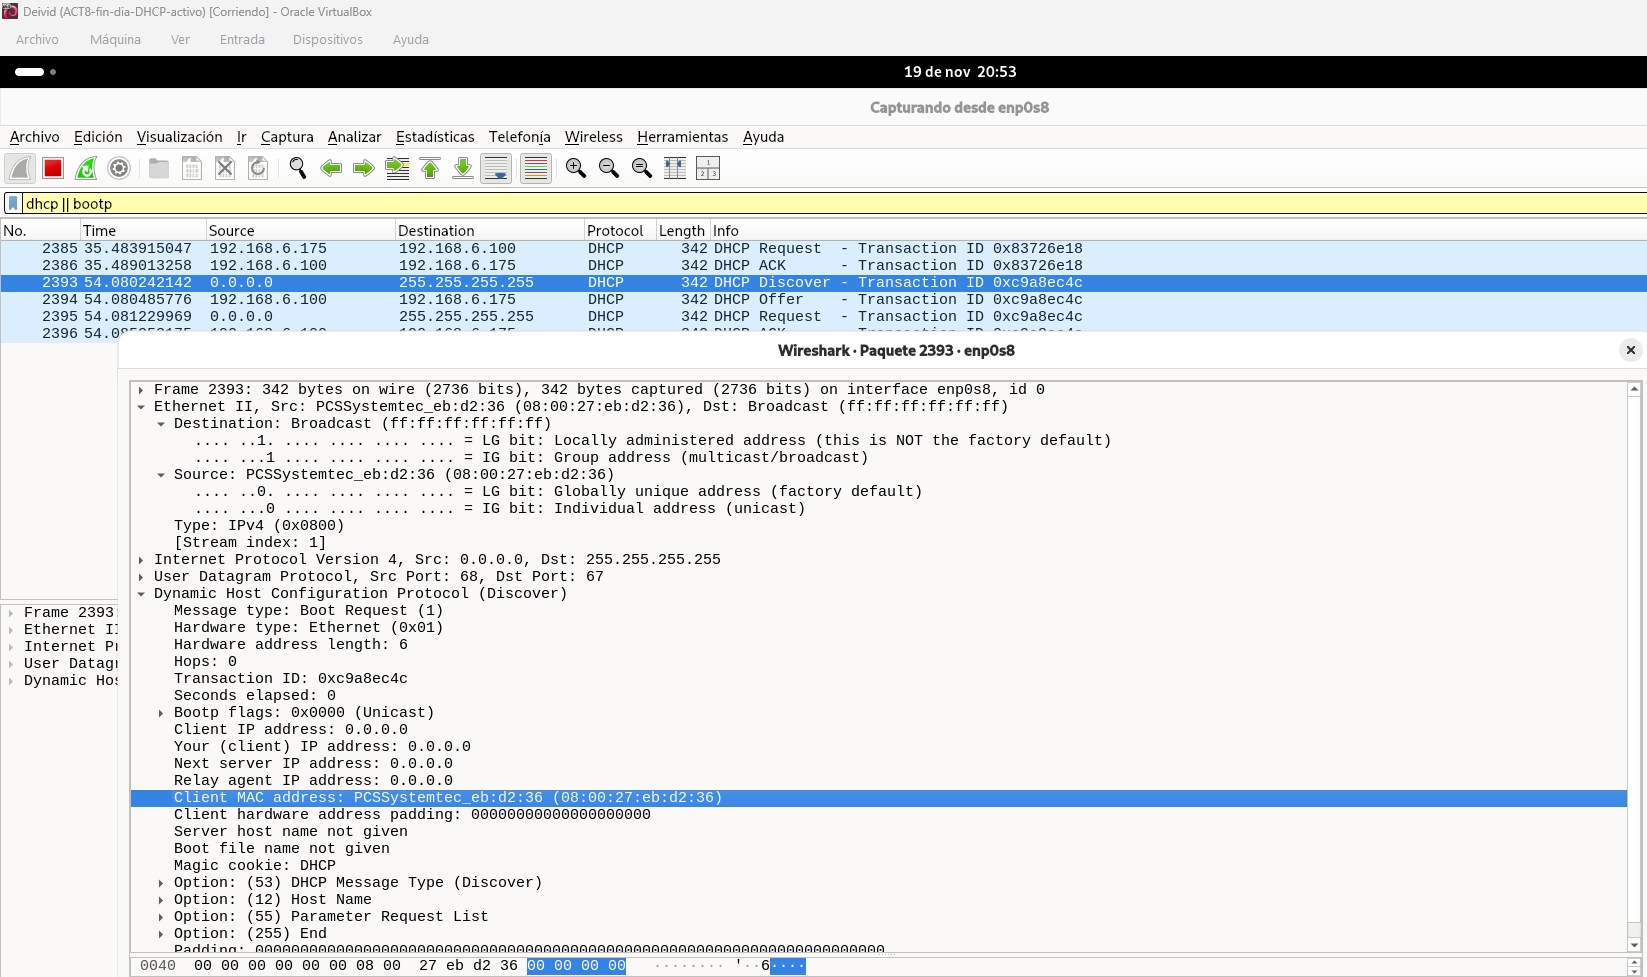 Deivid (ACT8-fin-dia-DHCP-activo) [Corriendo] - Oracle VirtualBox
Archivo Máquina Ver Entrada Dispositivos Ayuda
19 de nov 20:53
Capturando desde enp0s8
Archivo Edición Visualización Ir Captura Analizar Estadísticas Telefonía Wireless Herramientas Ayuda
dhcp || bootp
No. Time Source Destination Protocol Length Info
2385 35.483915047 192.168.6.175 192.168.6.100 DHCP 342 DHCP Request - Transaction ID 0x83726e18
2386 35.489013258 192.168.6.100 192.168.6.175 DHCP 342 DHCP ACK - Transaction ID 0x83726e18
2393 54.080242142 0.0.0.0 255.255.255.255 DHCP 342 DHCP Discover - Transaction ID 0xc9a8ec4c
2394 54.080485776 192.168.6.100 192.168.6.175 DHCP 342 DHCP Offer - Transaction ID 0xc9a8ec4c
2395 54.081229969 0.0.0.0 255.255.255.255 DHCP 342 DHCP Request - Transaction ID 0xc9a8ec4c
2396
Wireshark · Paquete 2393 · enp0s8
Frame 2393: 342 bytes on wire (2736 bits), 342 bytes captured (2736 bits) on interface enp0s8, id 0
Ethernet II, Src: PCSSystemtec_eb:d2:36 (08:00:27:eb:d2:36), Dst: Broadcast (ff:ff:ff:ff:ff:ff)
Destination: Broadcast (ff:ff:ff:ff:ff:ff)
.... ..1. .... .... .... .... = LG bit: Locally administered address (this is NOT the factory default)
.... ...1 .... .... .... .... = IG bit: Group address (multicast/broadcast)
Source: PCSSystemtec_eb:d2:36 (08:00:27:eb:d2:36)
.... ..0. .... .... .... .... = LG bit: Globally unique address (factory default)
.... ...0 .... .... .... .... = IG bit: Individual address (unicast)
Type: IPv4 (0x0800)
[Stream index: 1]
Internet Protocol Version 4, Src: 0.0.0.0, Dst: 255.255.255.255
User Datagram Protocol, Src Port: 68, Dst Port: 67
Dynamic Host Configuration Protocol (Discover)
Message type: Boot Request (1)
Hardware type: Ethernet (0x01)
Hardware address length: 6
Hops: 0
Transaction ID: 0xc9a8ec4c
Seconds elapsed: 0
Bootp flags: 0x0000 (Unicast)
Client IP address: 0.0.0.0
Your (client) IP address: 0.0.0.0
Next server IP address: 0.0.0.0
Relay agent IP address: 0.0.0.0
Client MAC address: PCSSystemtec_eb:d2:36 (08:00:27:eb:d2:36)
Client hardware address padding: 00000000000000000000
Server host name not given
Boot file name not given
Magic cookie: DHCP
Option: (53) DHCP Message Type (Discover)
Option: (12) Host Name
Option: (55) Parameter Request List
Option: (255) End
Padding:
Frame 2393
Ethernet II
Internet P
User Datag
Dynamic Hos
0040 00 00 00 00 00 00 08 00 27 eb d2 36 00 00 00 00 ········ '··6····